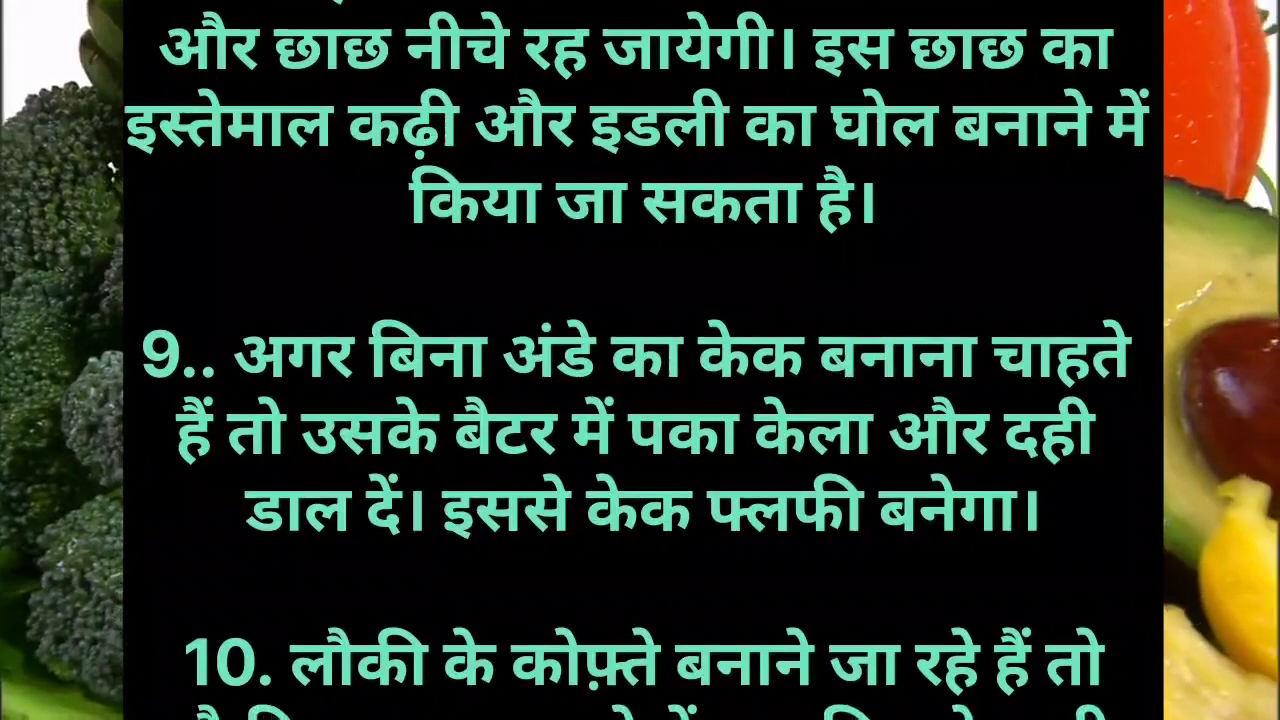 और छाछ नीचे रह जायेगी। इस छाछ का
इस्तेमाल कढ़ी और इडली का घोल बनाने में
किया जा सकता है।
9.. अगर बिना अंडे का केक बनाना चाहते
हैं तो उसके बैटर में पका केला और दही
डाल दें। इससे केक फ्लफी बनेगा।
10. लौकी के कोफ़्ते बनाने जा रहे हैं तो